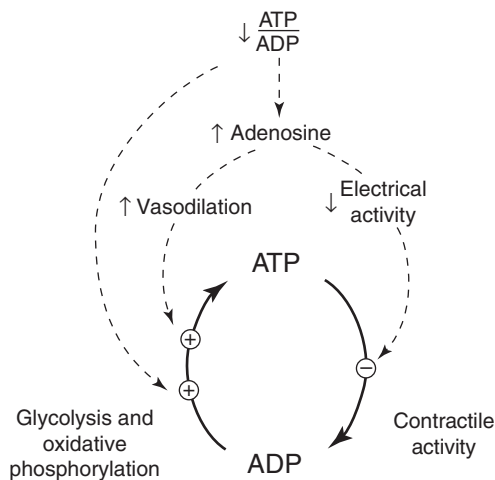 ↓ ATP
ADP
↑ Adenosine
↑ Vasodilation
↓ Electrical
activity
ATP
+
−
+
Glycolysis and
oxidative
phosphorylation
Contractile
activity
ADP